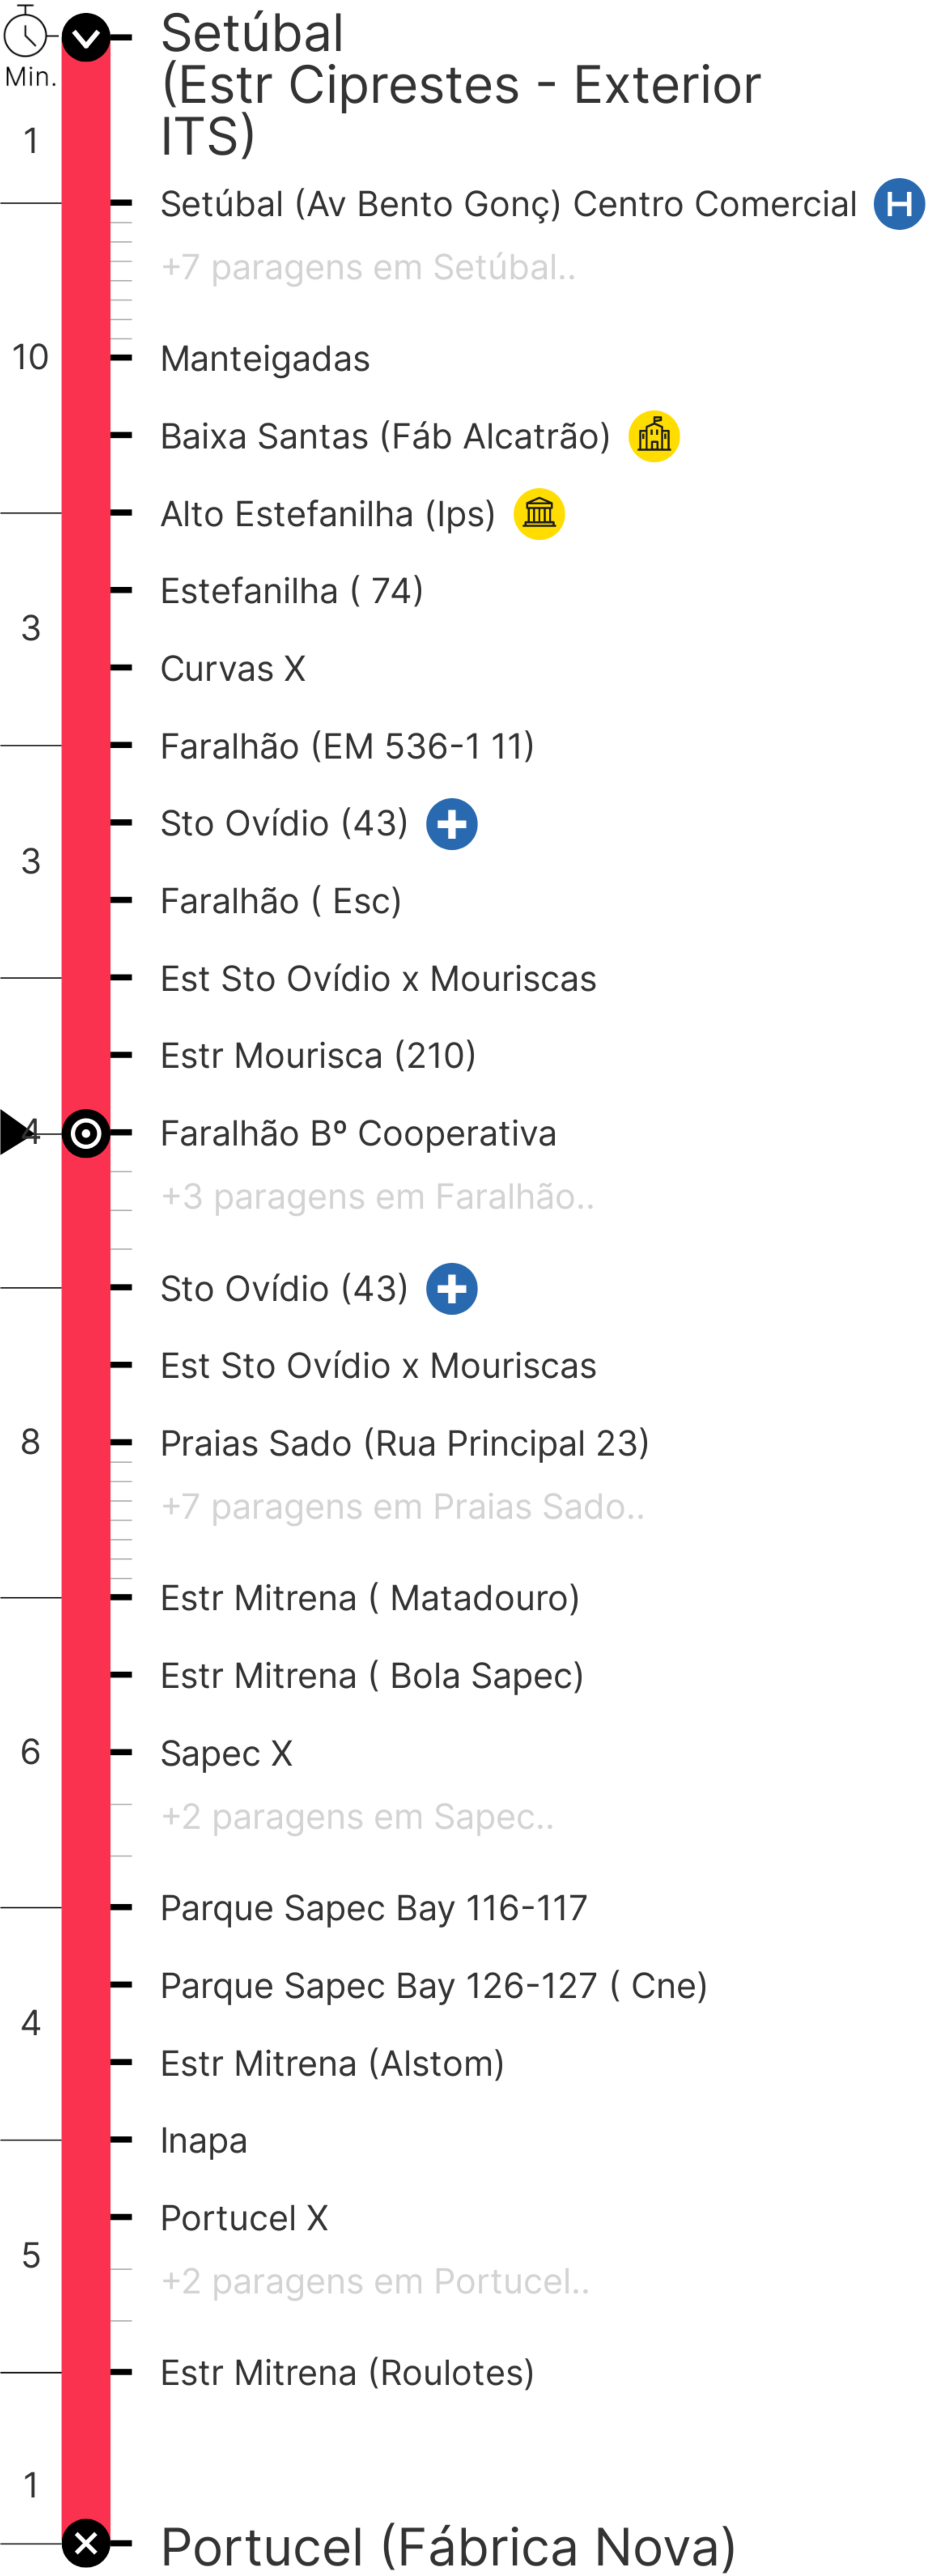 Setúbal
(Estr Ciprestes - Exterior
ITS)
Min.
1
Setúbal (Av Bento Gonç) Centro Comercial H
+7 paragens em Setúbal..
10
Manteigadas
Baixa Santas (Fáb Alcatrão)
Alto Estefanilha (Ips)
Estefanilha ( 74)
3
Curvas X
Faralhão (EM 536-1 11)
Sto Ovídio (43)
3
Faralhão ( Esc)
Est Sto Ovídio x Mouriscas
Estr Mourisca (210)
4
Faralhão Bº Cooperativa
+3 paragens em Faralhão..
Sto Ovídio (43)
Est Sto Ovídio x Mouriscas
8
Praias Sado (Rua Principal 23)
+7 paragens em Praias Sado..
Estr Mitrena ( Matadouro)
Estr Mitrena ( Bola Sapec)
6
Sapec X
+2 paragens em Sapec..
Parque Sapec Bay 116-117
Parque Sapec Bay 126-127 ( Cne)
4
Estr Mitrena (Alstom)
Inapa
Portucel X
5
+2 paragens em Portucel..
Estr Mitrena (Roulotes)
1
Portucel (Fábrica Nova)